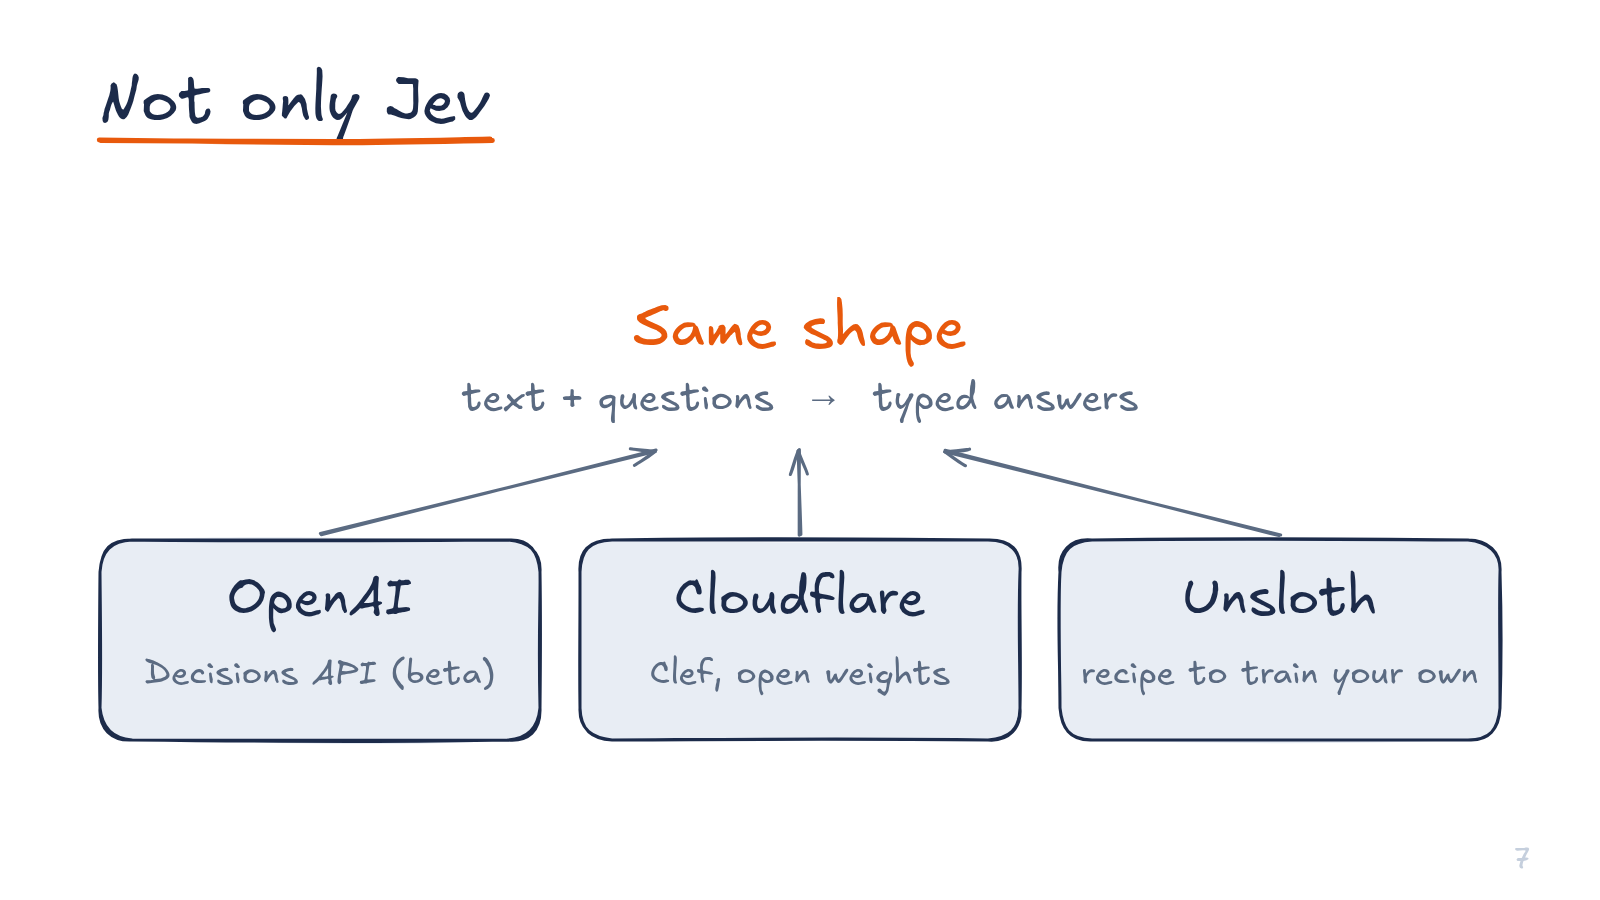 Not only Jev
Same shape
text + questions → typed answers
OpenAI
Decisions API (beta)
Cloudflare
Clef, open weights
Unsloth
recipe to train your own
7